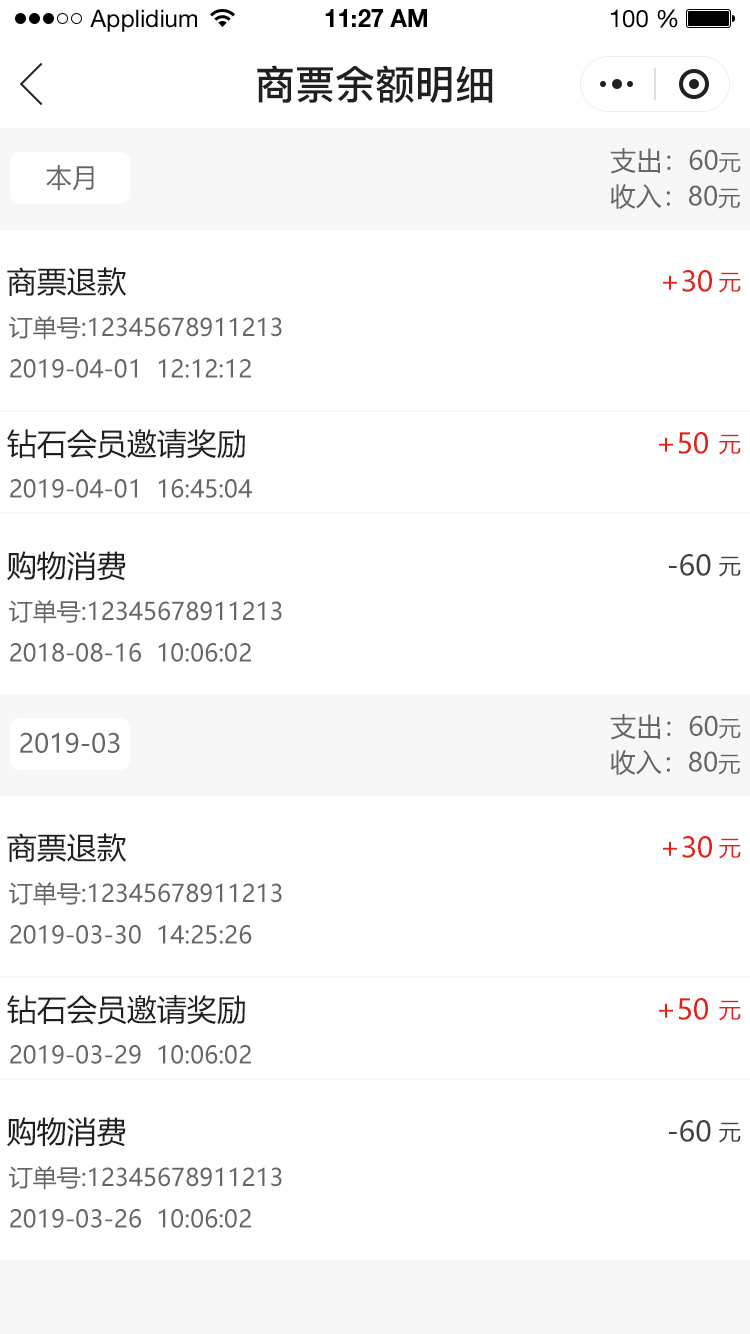 Applidium 11:27 AM 100 %
商票余额明细
本月
支出：60元
收入：80元
商票退款 +30元
订单号:12345678911213
2019-04-01 12:12:12
钻石会员邀请奖励 +50 元
2019-04-01 16:45:04
购物消费 -60 元
订单号:12345678911213
2018-08-16 10:06:02
2019-03
支出：60元
收入：80元
商票退款 +30元
订单号:12345678911213
2019-03-30 14:25:26
钻石会员邀请奖励 +50 元
2019-03-29 10:06:02
购物消费 -60 元
订单号:12345678911213
2019-03-26 10:06:02